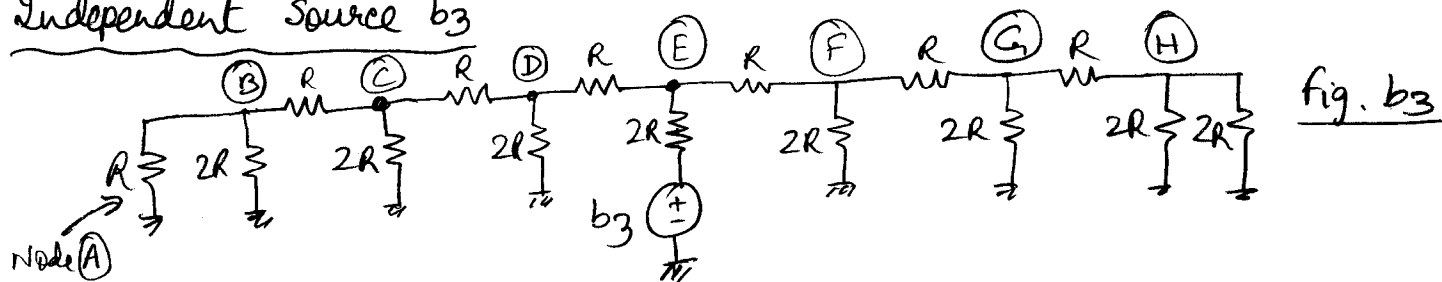 Independent Source b3
B R C R D R E R F R G R H
R 2R 2R 2R 2R 2R 2R 2R 2R fig. b3
b3 + -
Node A